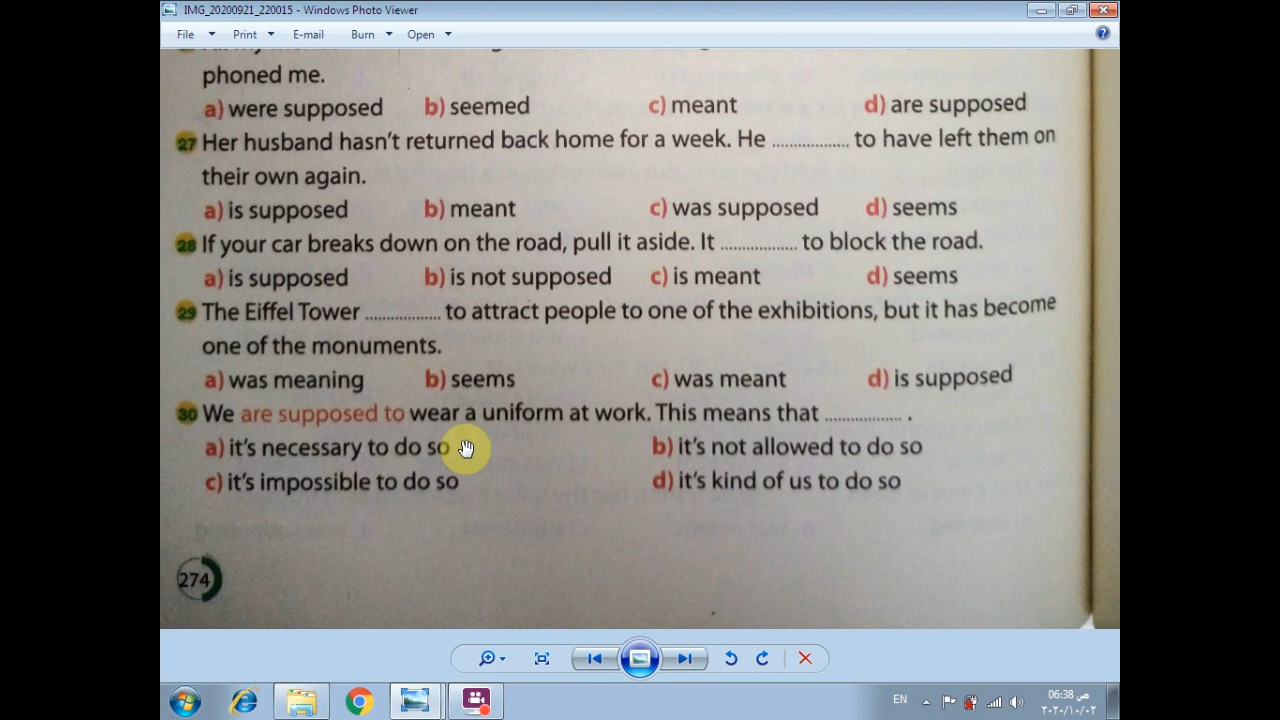 IMG_20200921_220015 - Windows Photo Viewer
File Print E-mail Burn Open
phoned me.
a) were supposed b) seemed c) meant d) are supposed
27 Her husband hasn't returned back home for a week. He .................. to have left them on
their own again.
a) is supposed b) meant c) was supposed d) seems
28 If your car breaks down on the road, pull it aside. It .................. to block the road.
a) is supposed b) is not supposed c) is meant d) seems
29 The Eiffel Tower .................. to attract people to one of the exhibitions, but it has become
one of the monuments.
a) was meaning b) seems c) was meant d) is supposed
30 We are supposed to wear a uniform at work. This means that .................. .
a) it's necessary to do so b) it's not allowed to do so
c) it's impossible to do so d) it's kind of us to do so
274
EN 06:38 ص
٢٠٢٠/١٠/٠٢